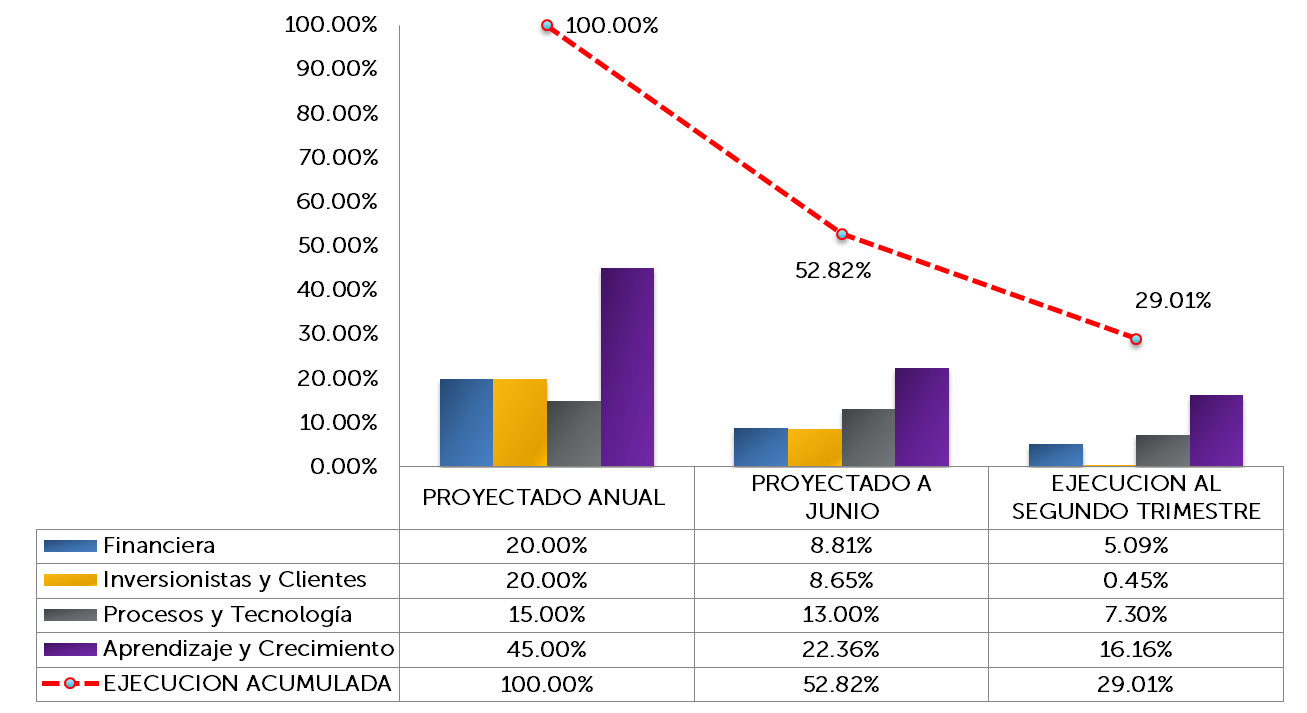 100.00%
90.00%
80.00%
70.00%
60.00%
50.00%
40.00%
30.00%
20.00%
10.00%
0.00%
100.00%
52.82%
29.01%
PROYECTADO ANUAL
PROYECTADO A
JUNIO
EJECUCION AL
SEGUNDO TRIMESTRE
Financiera 20.00% 8.81% 5.09%
Inversionistas y Clientes 20.00% 8.65% 0.45%
Procesos y Tecnología 15.00% 13.00% 7.30%
Aprendizaje y Crecimiento 45.00% 22.36% 16.16%
EJECUCION ACUMULADA 100.00% 52.82% 29.01%